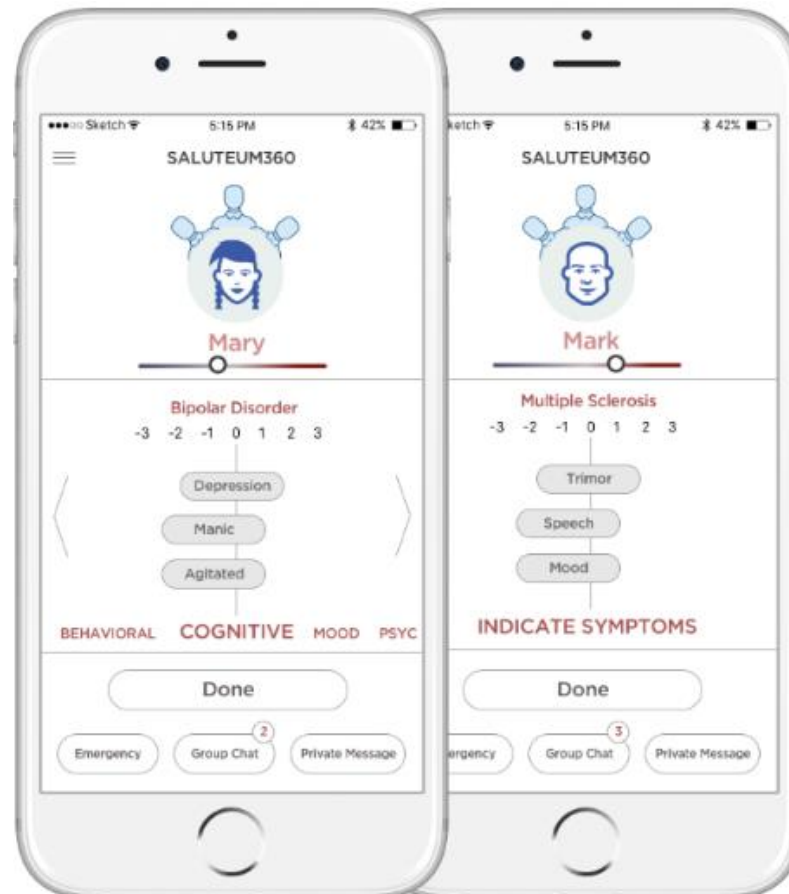 Sketch 5:15 PM 42%
SALUTEUM360
Mary
Bipolar Disorder
-3 -2 -1 0 1 2 3
Depression
Manic
Agitated
BEHAVIORAL COGNITIVE MOOD PSYC
Done
Emergency Group Chat 2 Private Message
ketch 5:15 PM 42%
SALUTEUM360
Mark
Multiple Sclerosis
-3 -2 -1 0 1 2 3
Trimor
Speech
Mood
INDICATE SYMPTOMS
Done
ergency Group Chat 3 Private Message